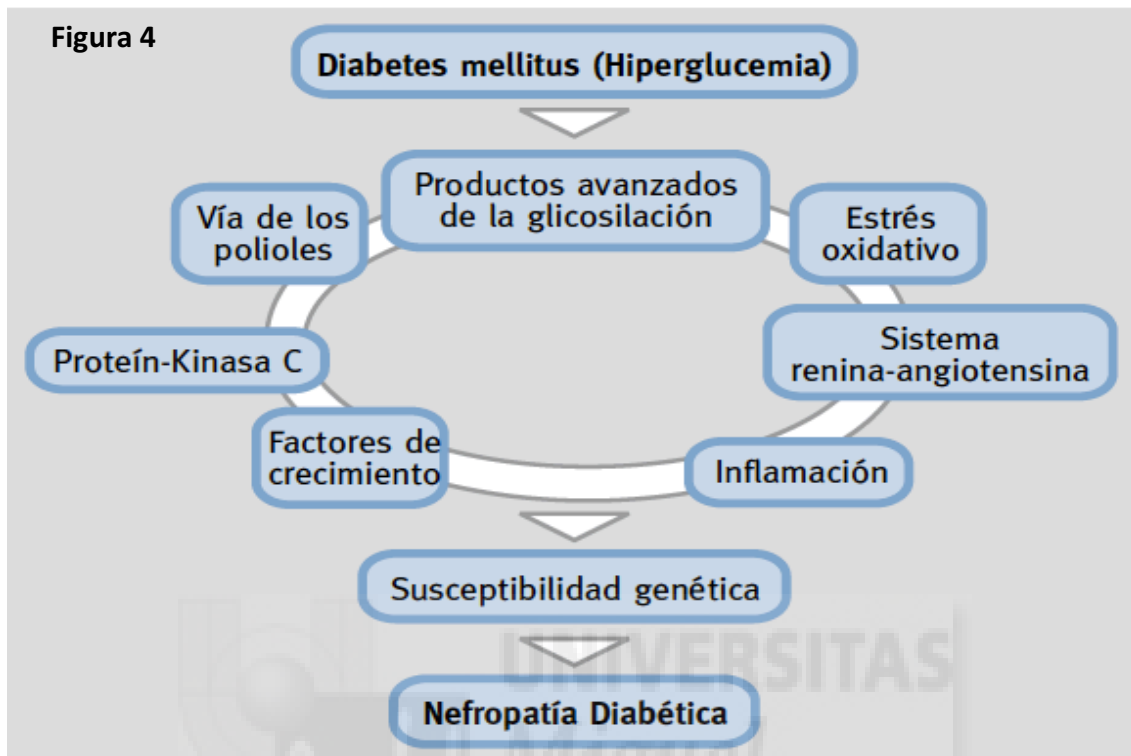 Figura 4
Diabetes mellitus (Hiperglucemia)
Productos avanzados
de la glicosilación
Vía de los
polioles
Estrés
oxidativo
Proteín-Kinasa C
Sistema
renina-angiotensina
Factores de
crecimiento
Inflamación
Susceptibilidad genética
UNIVERSITAS
Nefropatía Diabética
Miguel